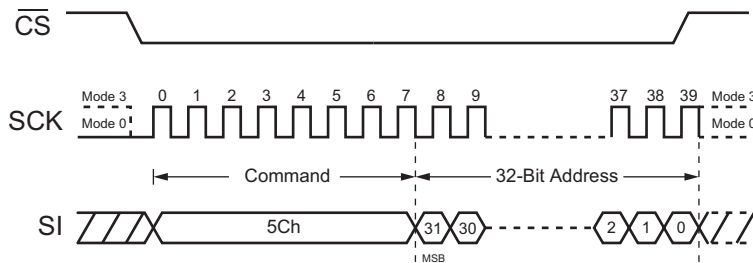 CS
Mode 3 0 1 2 3 4 5 6 7 8 9 37 38 39 Mode 3
SCK Mode 0 Mode 0
Command 32-Bit Address
SI 5Ch 31 30 2 1 0
MSB